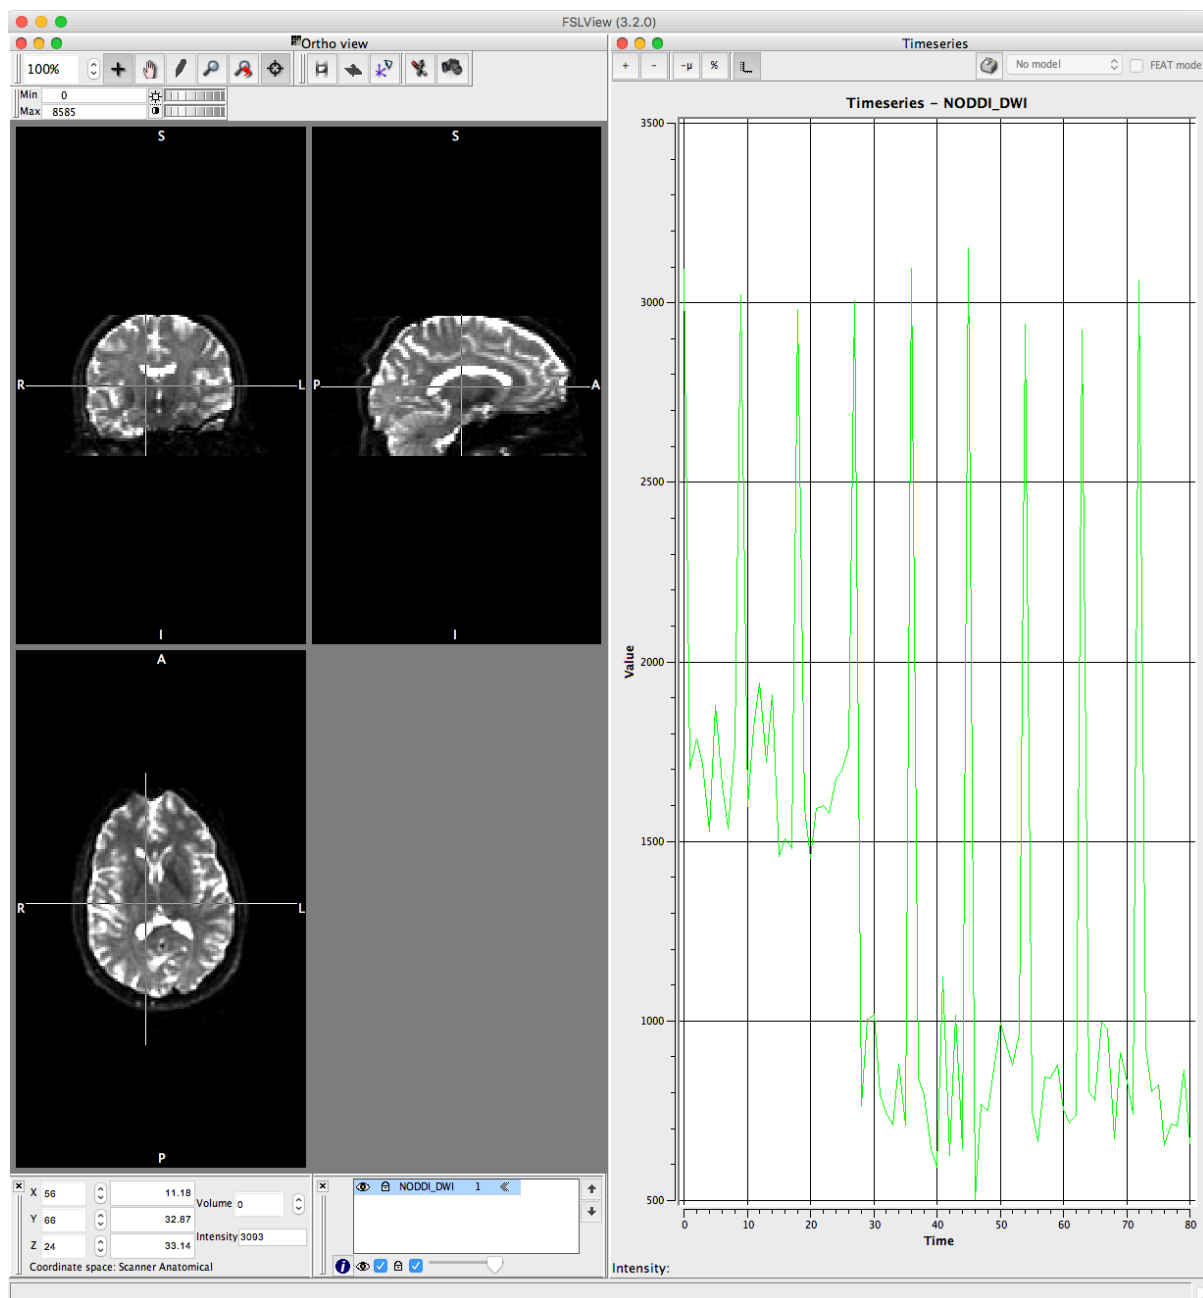 FSLView (3.2.0)
Ortho view
100%
Min 0
Max 8585
S
R
L
I
S
P
A
I
A
R
L
P
X 56 11.18
Y 66 32.87
Z 24 33.14
Volume 0
Intensity 3093
Coordinate space: Scanner Anatomical
NODDI_DWI 1
Timeseries
+ - -µ %
No model
FEAT mode
Timeseries – NODDI_DWI
3500
3000
2500
2000
1500
1000
500
Value
0 10 20 30 40 50 60 70 80
Time
Intensity: